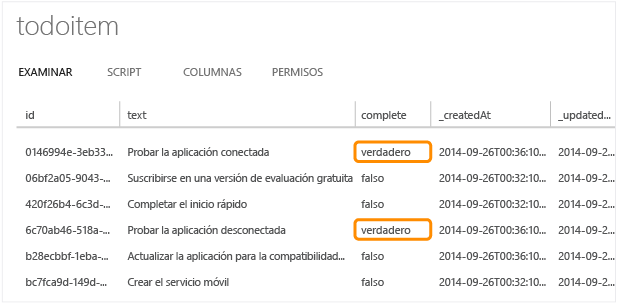 todoitem
EXAMINAR SCRIPT COLUMNAS PERMISOS
id text complete _createdAt _updated...
0146994e-3eb33... Probar la aplicación conectada verdadero 2014-09-26T00:36:10... 2014-09-2...
06bf2a05-9043-... Suscribirse en una versión de evaluación gratuita falso 2014-09-26T00:32:10... 2014-09-2...
420f26b4-6c3d-... Completar el inicio rápido falso 2014-09-26T00:32:10... 2014-09-2...
6c70ab46-518a-... Probar la aplicación desconectada verdadero 2014-09-26T00:36:10... 2014-09-2...
b28ecbbf-1eba-... Actualizar la aplicación para la compatibilidad... falso 2014-09-26T00:36:10... 2014-09-2...
bc7fca9d-149d-... Crear el servicio móvil falso 2014-09-26T00:32:10... 2014-09-2...